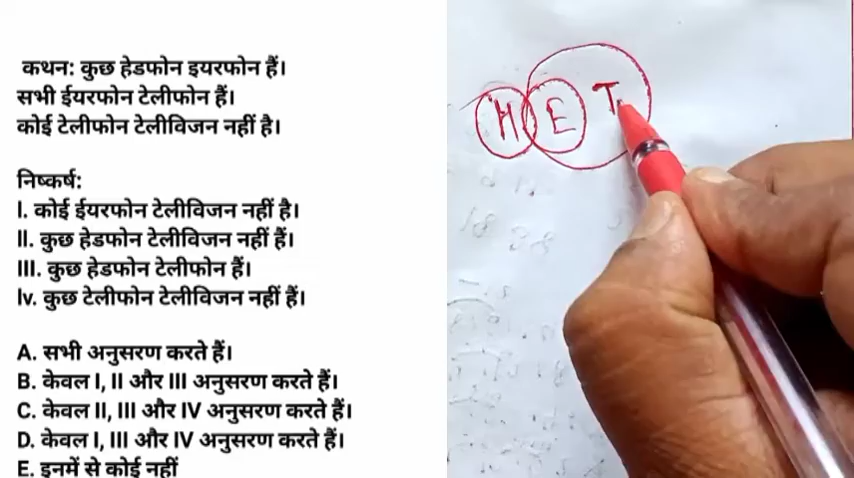 कथन: कुछ हेडफोन इयरफोन हैं।
सभी ईयरफोन टेलीफोन हैं।
कोई टेलीफोन टेलीविजन नहीं है।
निष्कर्ष:
I. कोई ईयरफोन टेलीविजन नहीं है।
II. कुछ हेडफोन टेलीविजन नहीं हैं।
III. कुछ हेडफोन टेलीफोन हैं।
Iv. कुछ टेलीफोन टेलीविजन नहीं हैं।
A. सभी अनुसरण करते हैं।
B. केवल I, II और III अनुसरण करते हैं।
C. केवल II, III और IV अनुसरण करते हैं।
D. केवल I, III और IV अनुसरण करते हैं।
E. इनमें से कोई नहीं
H E T